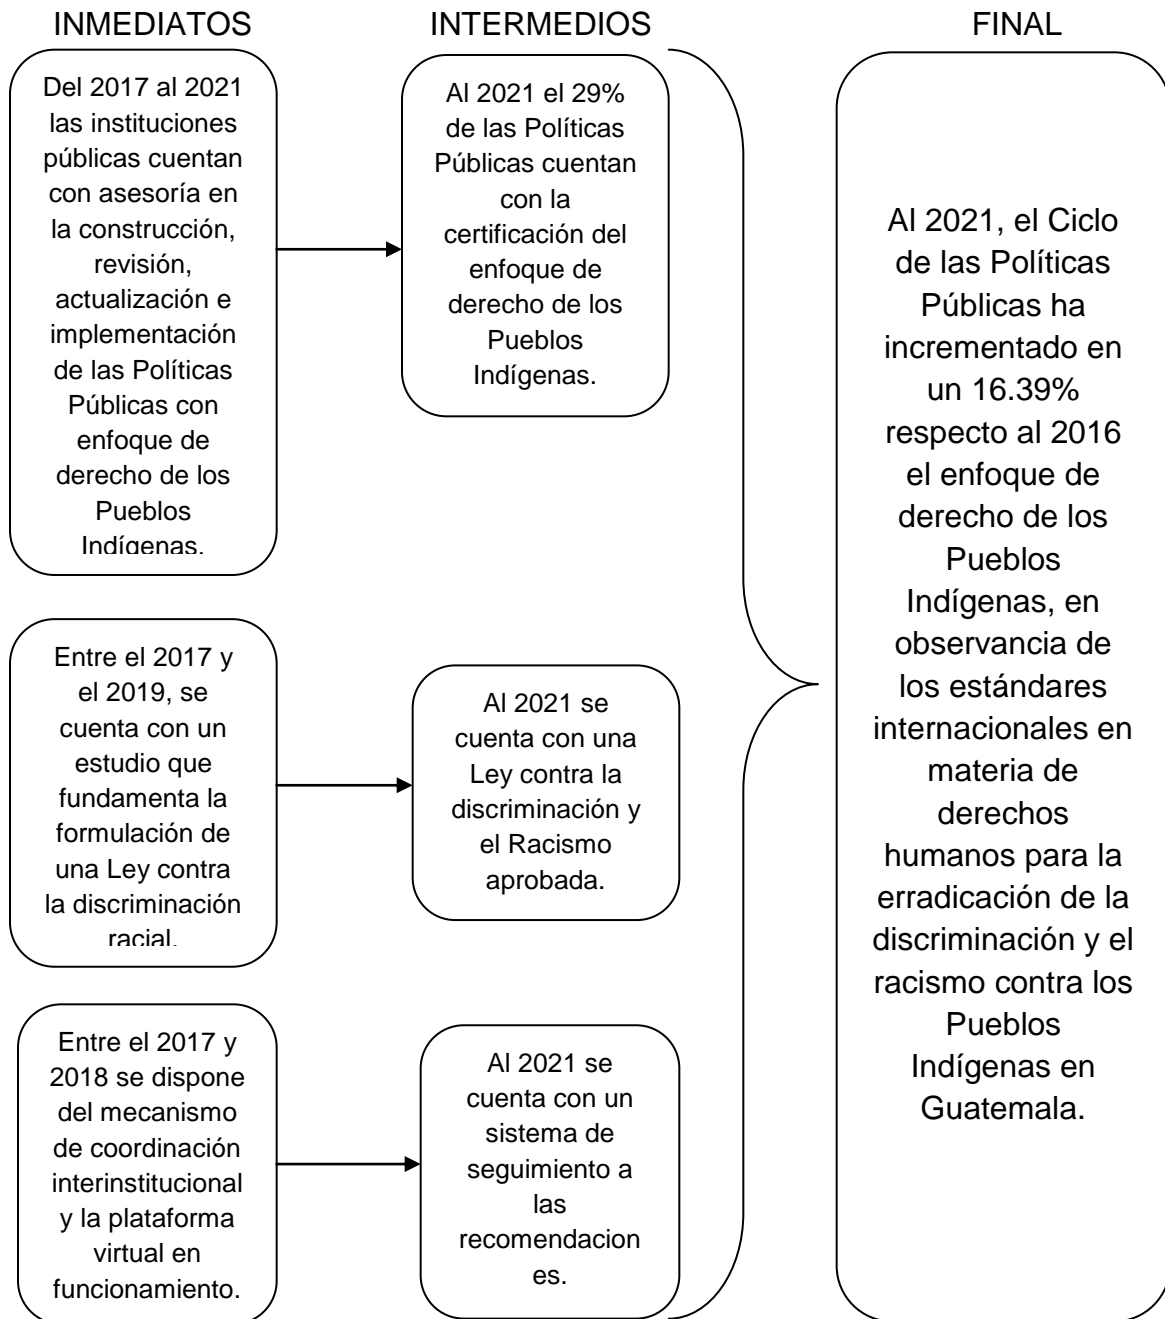 INMEDIATOS
INTERMEDIOS
FINAL
Del 2017 al 2021
las instituciones
públicas cuentan
con asesoría en
la construcción,
revisión,
actualización e
implementación
de las Políticas
Públicas con
enfoque de
derecho de los
Pueblos
Indígenas.
Al 2021 el 29%
de las Políticas
Públicas cuentan
con la
certificación del
enfoque de
derecho de los
Pueblos
Indígenas.
Entre el 2017 y
el 2019, se
cuenta con un
estudio que
fundamenta la
formulación de
una Ley contra
la discriminación
racial.
Al 2021 se
cuenta con una
Ley contra la
discriminación y
el Racismo
aprobada.
Entre el 2017 y
2018 se dispone
del mecanismo
de coordinación
interinstitucional
y la plataforma
virtual en
funcionamiento.
Al 2021 se
cuenta con un
sistema de
seguimiento a
las
recomendacion
es.
Al 2021, el Ciclo
de las Políticas
Públicas ha
incrementado en
un 16.39%
respecto al 2016
el enfoque de
derecho de los
Pueblos
Indígenas, en
observancia de
los estándares
internacionales en
materia de
derechos
humanos para la
erradicación de la
discriminación y el
racismo contra los
Pueblos
Indígenas en
Guatemala.